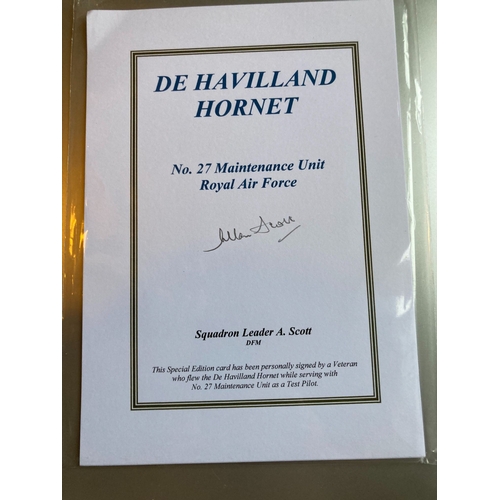 DE HAVILLAND
HORNET
No. 27 Maintenance Unit
Royal Air Force
Allan Scott
Squadron Leader A. Scott
DFM
This Special Edition card has been personally signed by a Veteran
who flew the De Havilland Hornet while serving with
No. 27 Maintenance Unit as a Test Pilot.